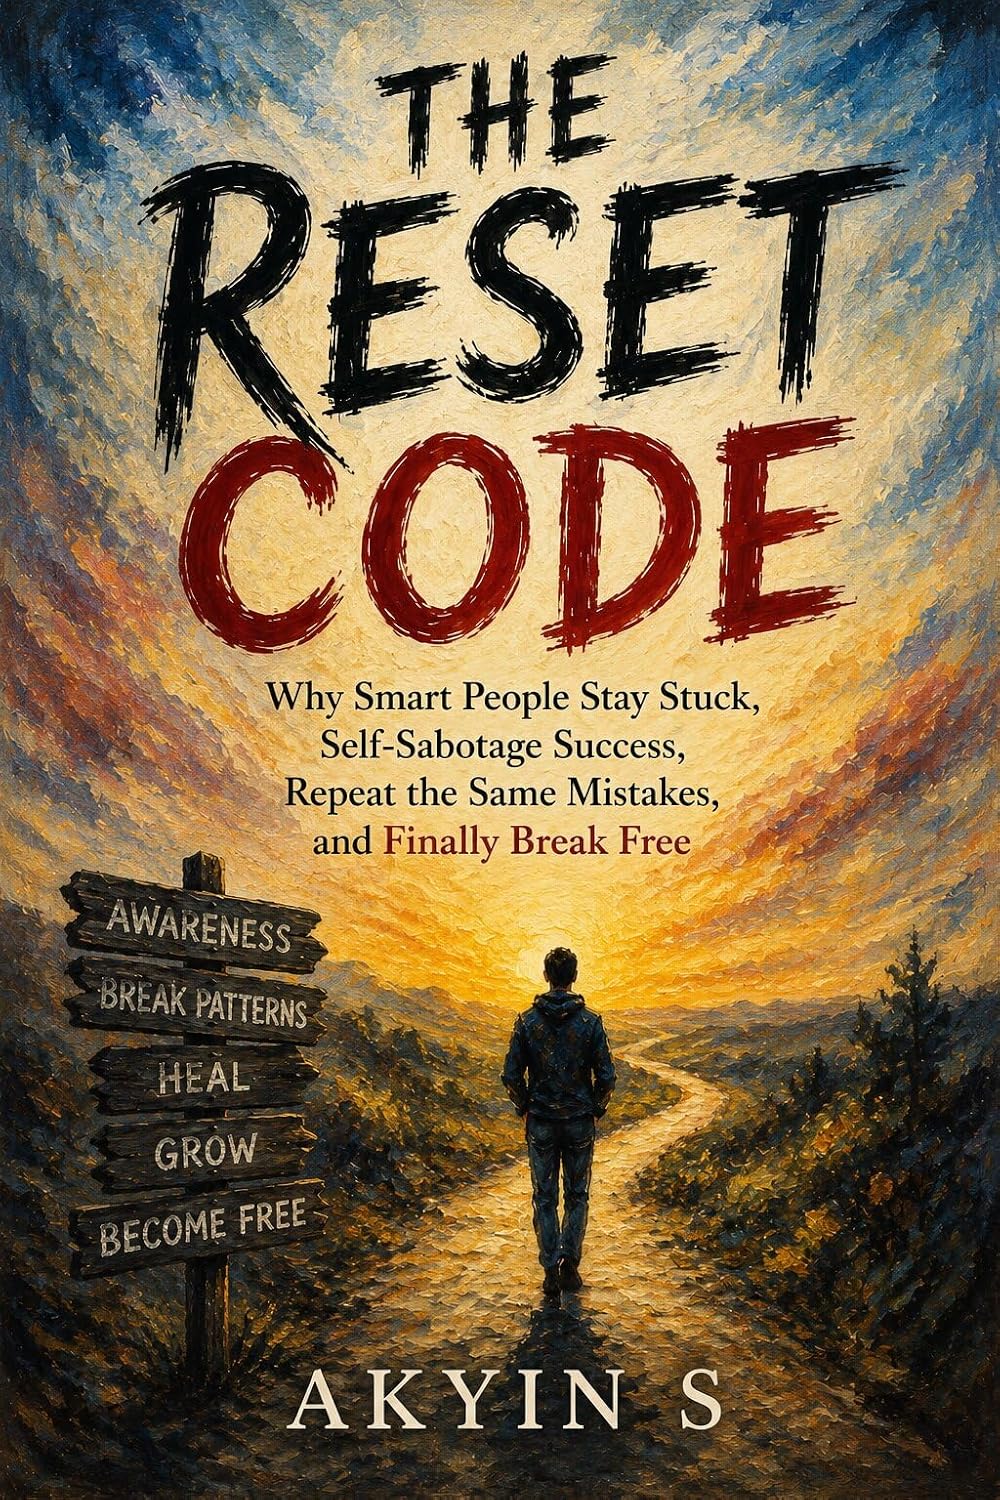 THE
RESET
CODE
Why Smart People Stay Stuck,
Self-Sabotage Success,
Repeat the Same Mistakes,
and Finally Break Free
AWARENESS
BREAK PATTERNS
HEAL
GROW
BECOME FREE
AKYIN S